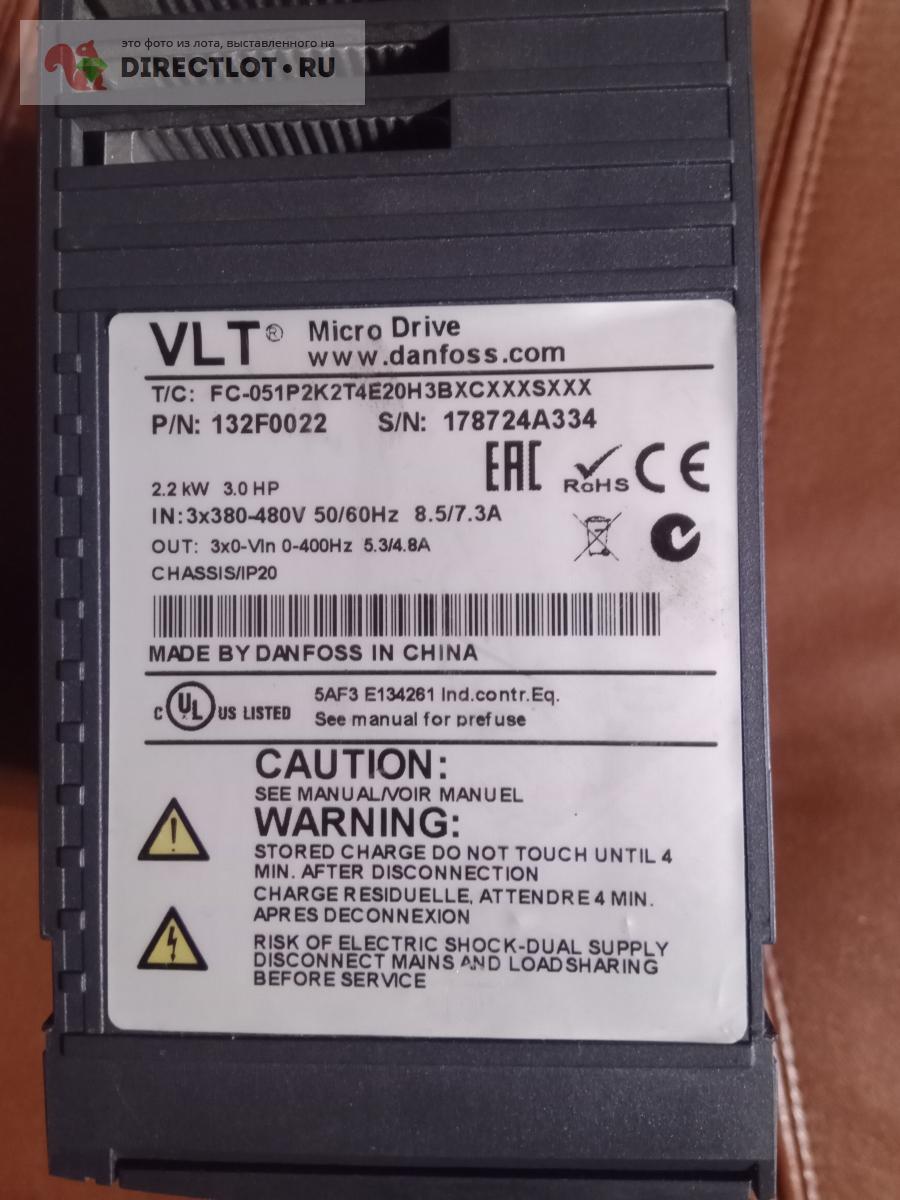 это фото из лота, выставленного на
DIRECTLOT•RU
VLT® Micro Drive
www.danfoss.com
T/C: FC-051P2K2T4E20H3BXCXXXSXXX
P/N: 132F0022 S/N: 178724A334
EAC RoHS CE
2.2 kW 3.0 HP
IN:3x380-480V 50/60Hz 8.5/7.3A
OUT: 3x0-Vin 0-400Hz 5.3/4.8A
CHASSIS/IP20
MADE BY DANFOSS IN CHINA
C UL US LISTED
5AF3 E134261 Ind.contr.Eq.
See manual for prefuse
CAUTION:
SEE MANUAL/VOIR MANUEL
WARNING:
STORED CHARGE DO NOT TOUCH UNTIL 4
MIN. AFTER DISCONNECTION
CHARGE RESIDUELLE, ATTENDRE 4 MIN.
APRES DECONNEXION
RISK OF ELECTRIC SHOCK-DUAL SUPPLY
DISCONNECT MAINS AND LOADSHARING
BEFORE SERVICE